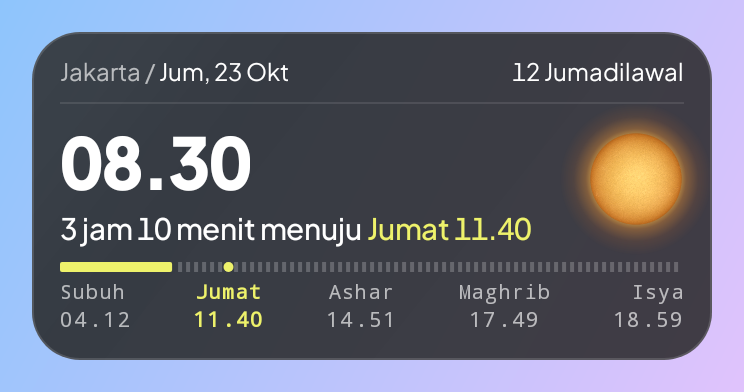 Jakarta / Jum, 23 Okt
12 Jumadilawal
08.30
3 jam 10 menit menuju Jumat 11.40
Subuh Jumat Ashar Maghrib Isya
04.12 11.40 14.51 17.49 18.59